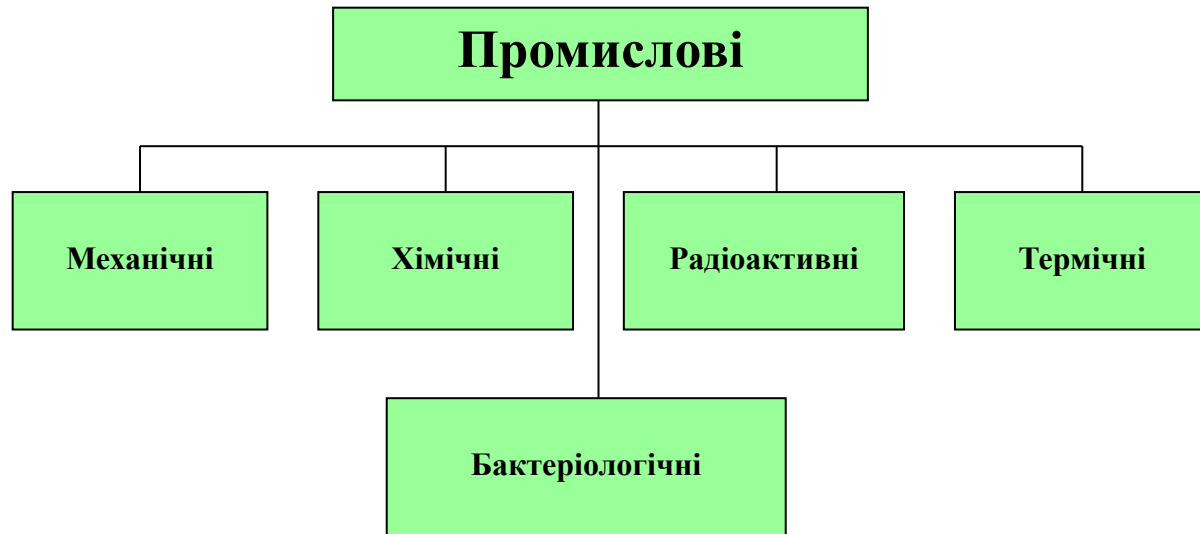 Промислові
Механічні
Хімічні
Радіоактивні
Термічні
Бактеріологічні